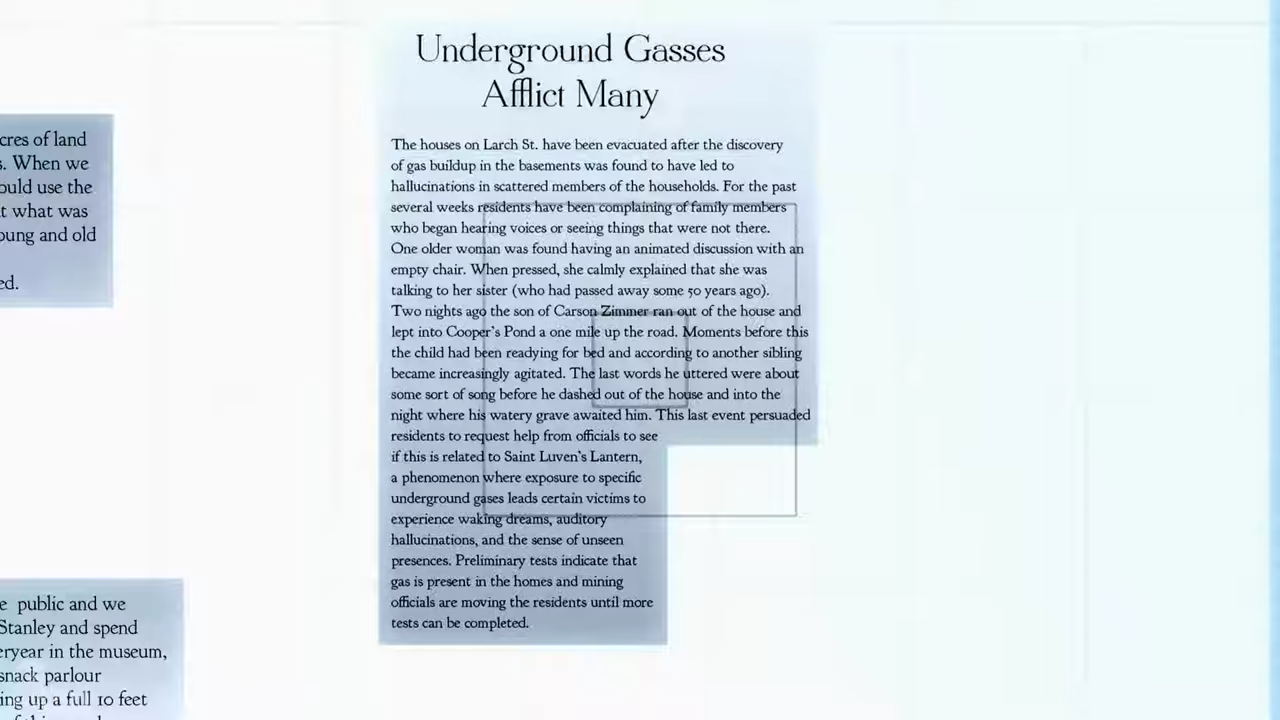 Underground Gasses
Afflict Many
The houses on Larch St. have been evacuated after the discovery
of gas buildup in the basements was found to have led to
hallucinations in scattered members of the households. For the past
several weeks residents have been complaining of family members
who began hearing voices or seeing things that were not there.
One older woman was found having an animated discussion with an
empty chair. When pressed, she calmly explained that she was
talking to her sister (who had passed away some 50 years ago).
Two nights ago the son of Carson Zimmer ran out of the house and
lept into Cooper's Pond a one mile up the road. Moments before this
the child had been readying for bed and according to another sibling
became increasingly agitated. The last words he uttered were about
some sort of song before he dashed out of the house and into the
night where his watery grave awaited him. This last event persuaded
residents to request help from officials to see
if this is related to Saint Luven's Lantern,
a phenomenon where exposure to specific
underground gases leads certain victims to
experience waking dreams, auditory
hallucinations, and the sense of unseen
presences. Preliminary tests indicate that
gas is present in the homes and mining
officials are moving the residents until more
tests can be completed.
cres of land
s. When we
ould use the
t what was
oung and old
ed.
e public and we
Stanley and spend
eryear in the museum,
snack parlour
ing up a full 10 feet